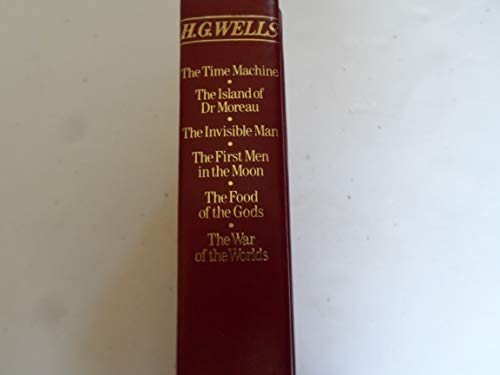 H.G.WELLS
The Time Machine
•
The Island of
Dr Moreau
•
The Invisible Man
•
The First Men
in the Moon
•
The Food
of the Gods
•
The War
of the Worlds